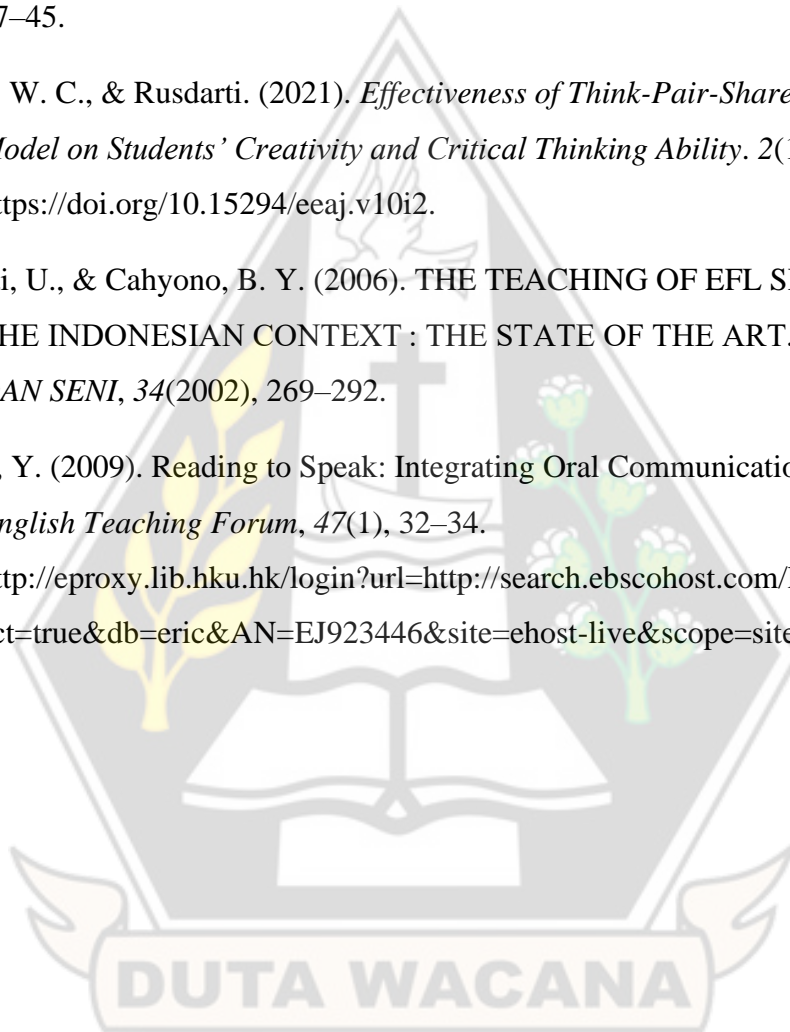 7–45.
W. C., & Rusdarti. (2021). Effectiveness of Think-Pair-Share
Model on Students’ Creativity and Critical Thinking Ability. 2(1
ttps://doi.org/10.15294/eeaj.v10i2.
i, U., & Cahyono, B. Y. (2006). THE TEACHING OF EFL S
HE INDONESIAN CONTEXT : THE STATE OF THE ART.
AN SENI, 34(2002), 269–292.
, Y. (2009). Reading to Speak: Integrating Oral Communicatio
nglish Teaching Forum, 47(1), 32–34.
ttp://eproxy.lib.hku.hk/login?url=http://search.ebscohost.com/
ct=true&db=eric&AN=EJ923446&site=ehost-live&scope=site
DUTA WACANA